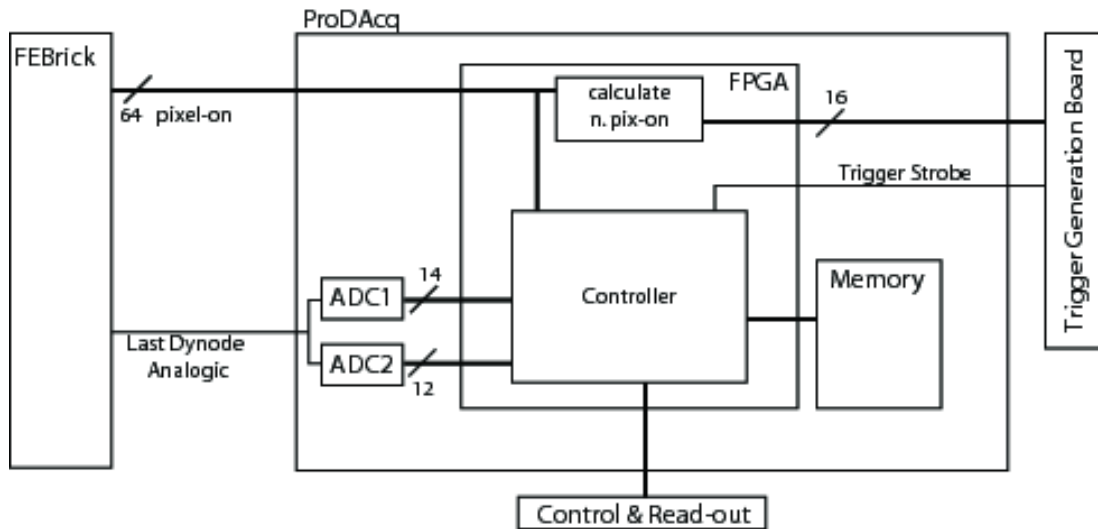 ProDAcq
FEBrick
64 pixel-on
FPGA
calculate
n. pix-on
16
Trigger Strobe
Trigger Generation Board
ADC1
14
Controller
Memory
Last Dynode
Analogic
ADC2
12
Control & Read-out